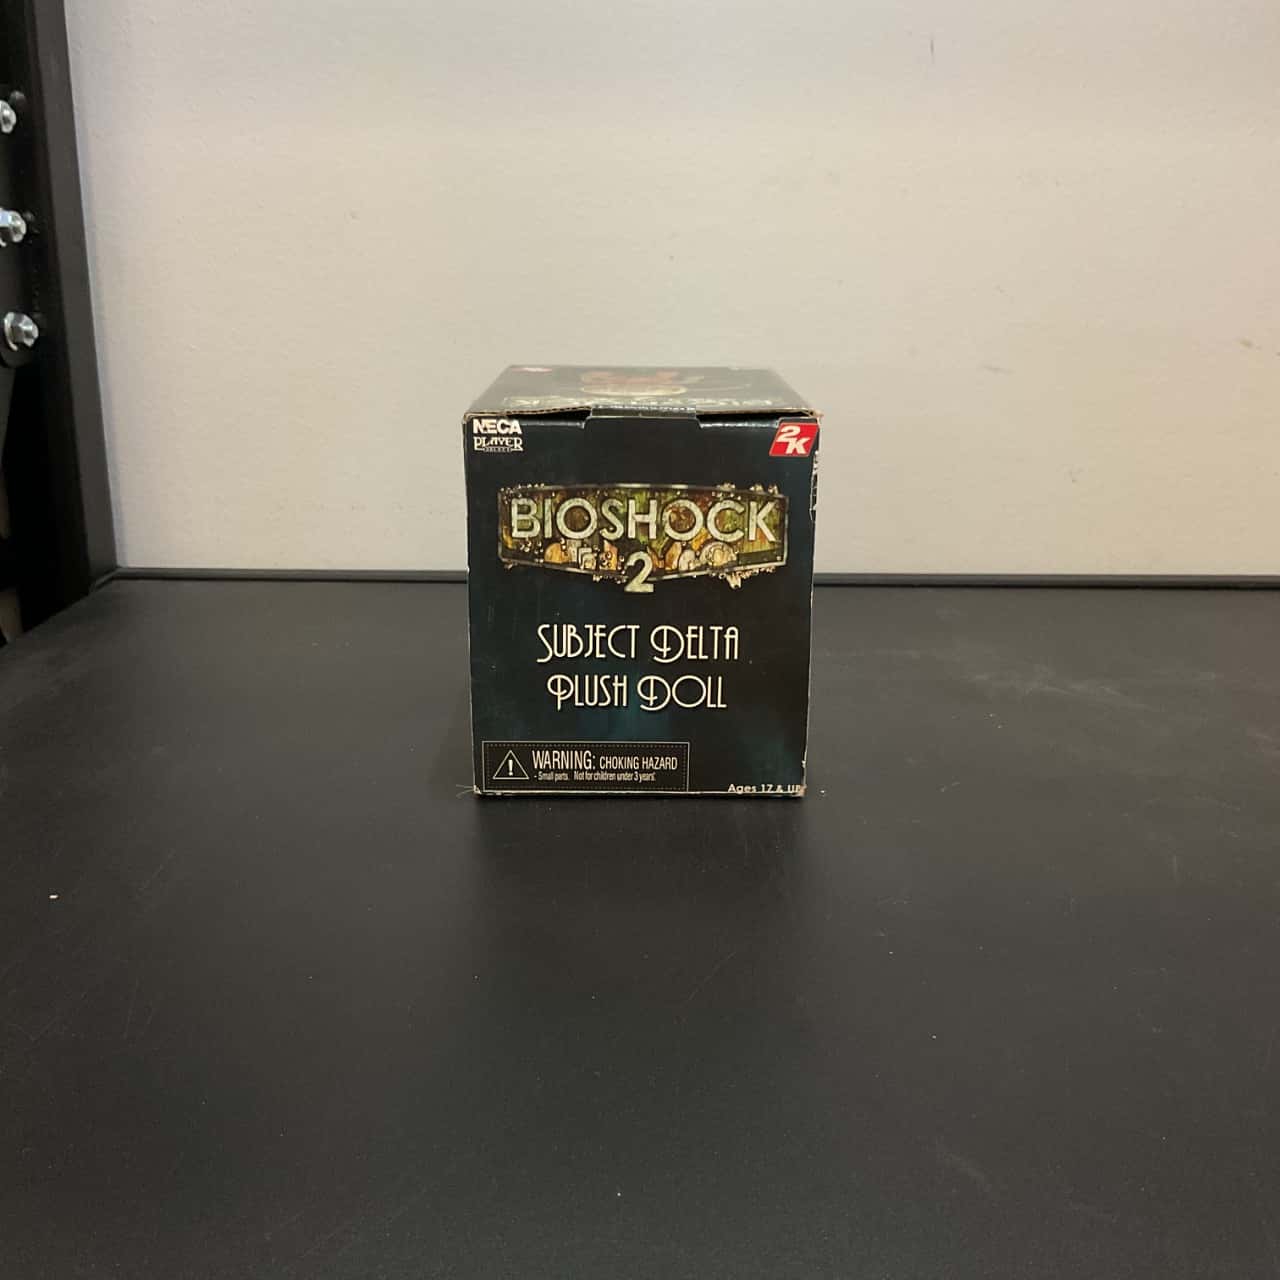 NECA
PLAYER
SELECT
2K
BIOSHOCK
2
SUBJECT DELTA
PLUSH DOLL
WARNING: CHOKING HAZARD
- Small parts. Not for children under 3 years.
Ages 17 & UP